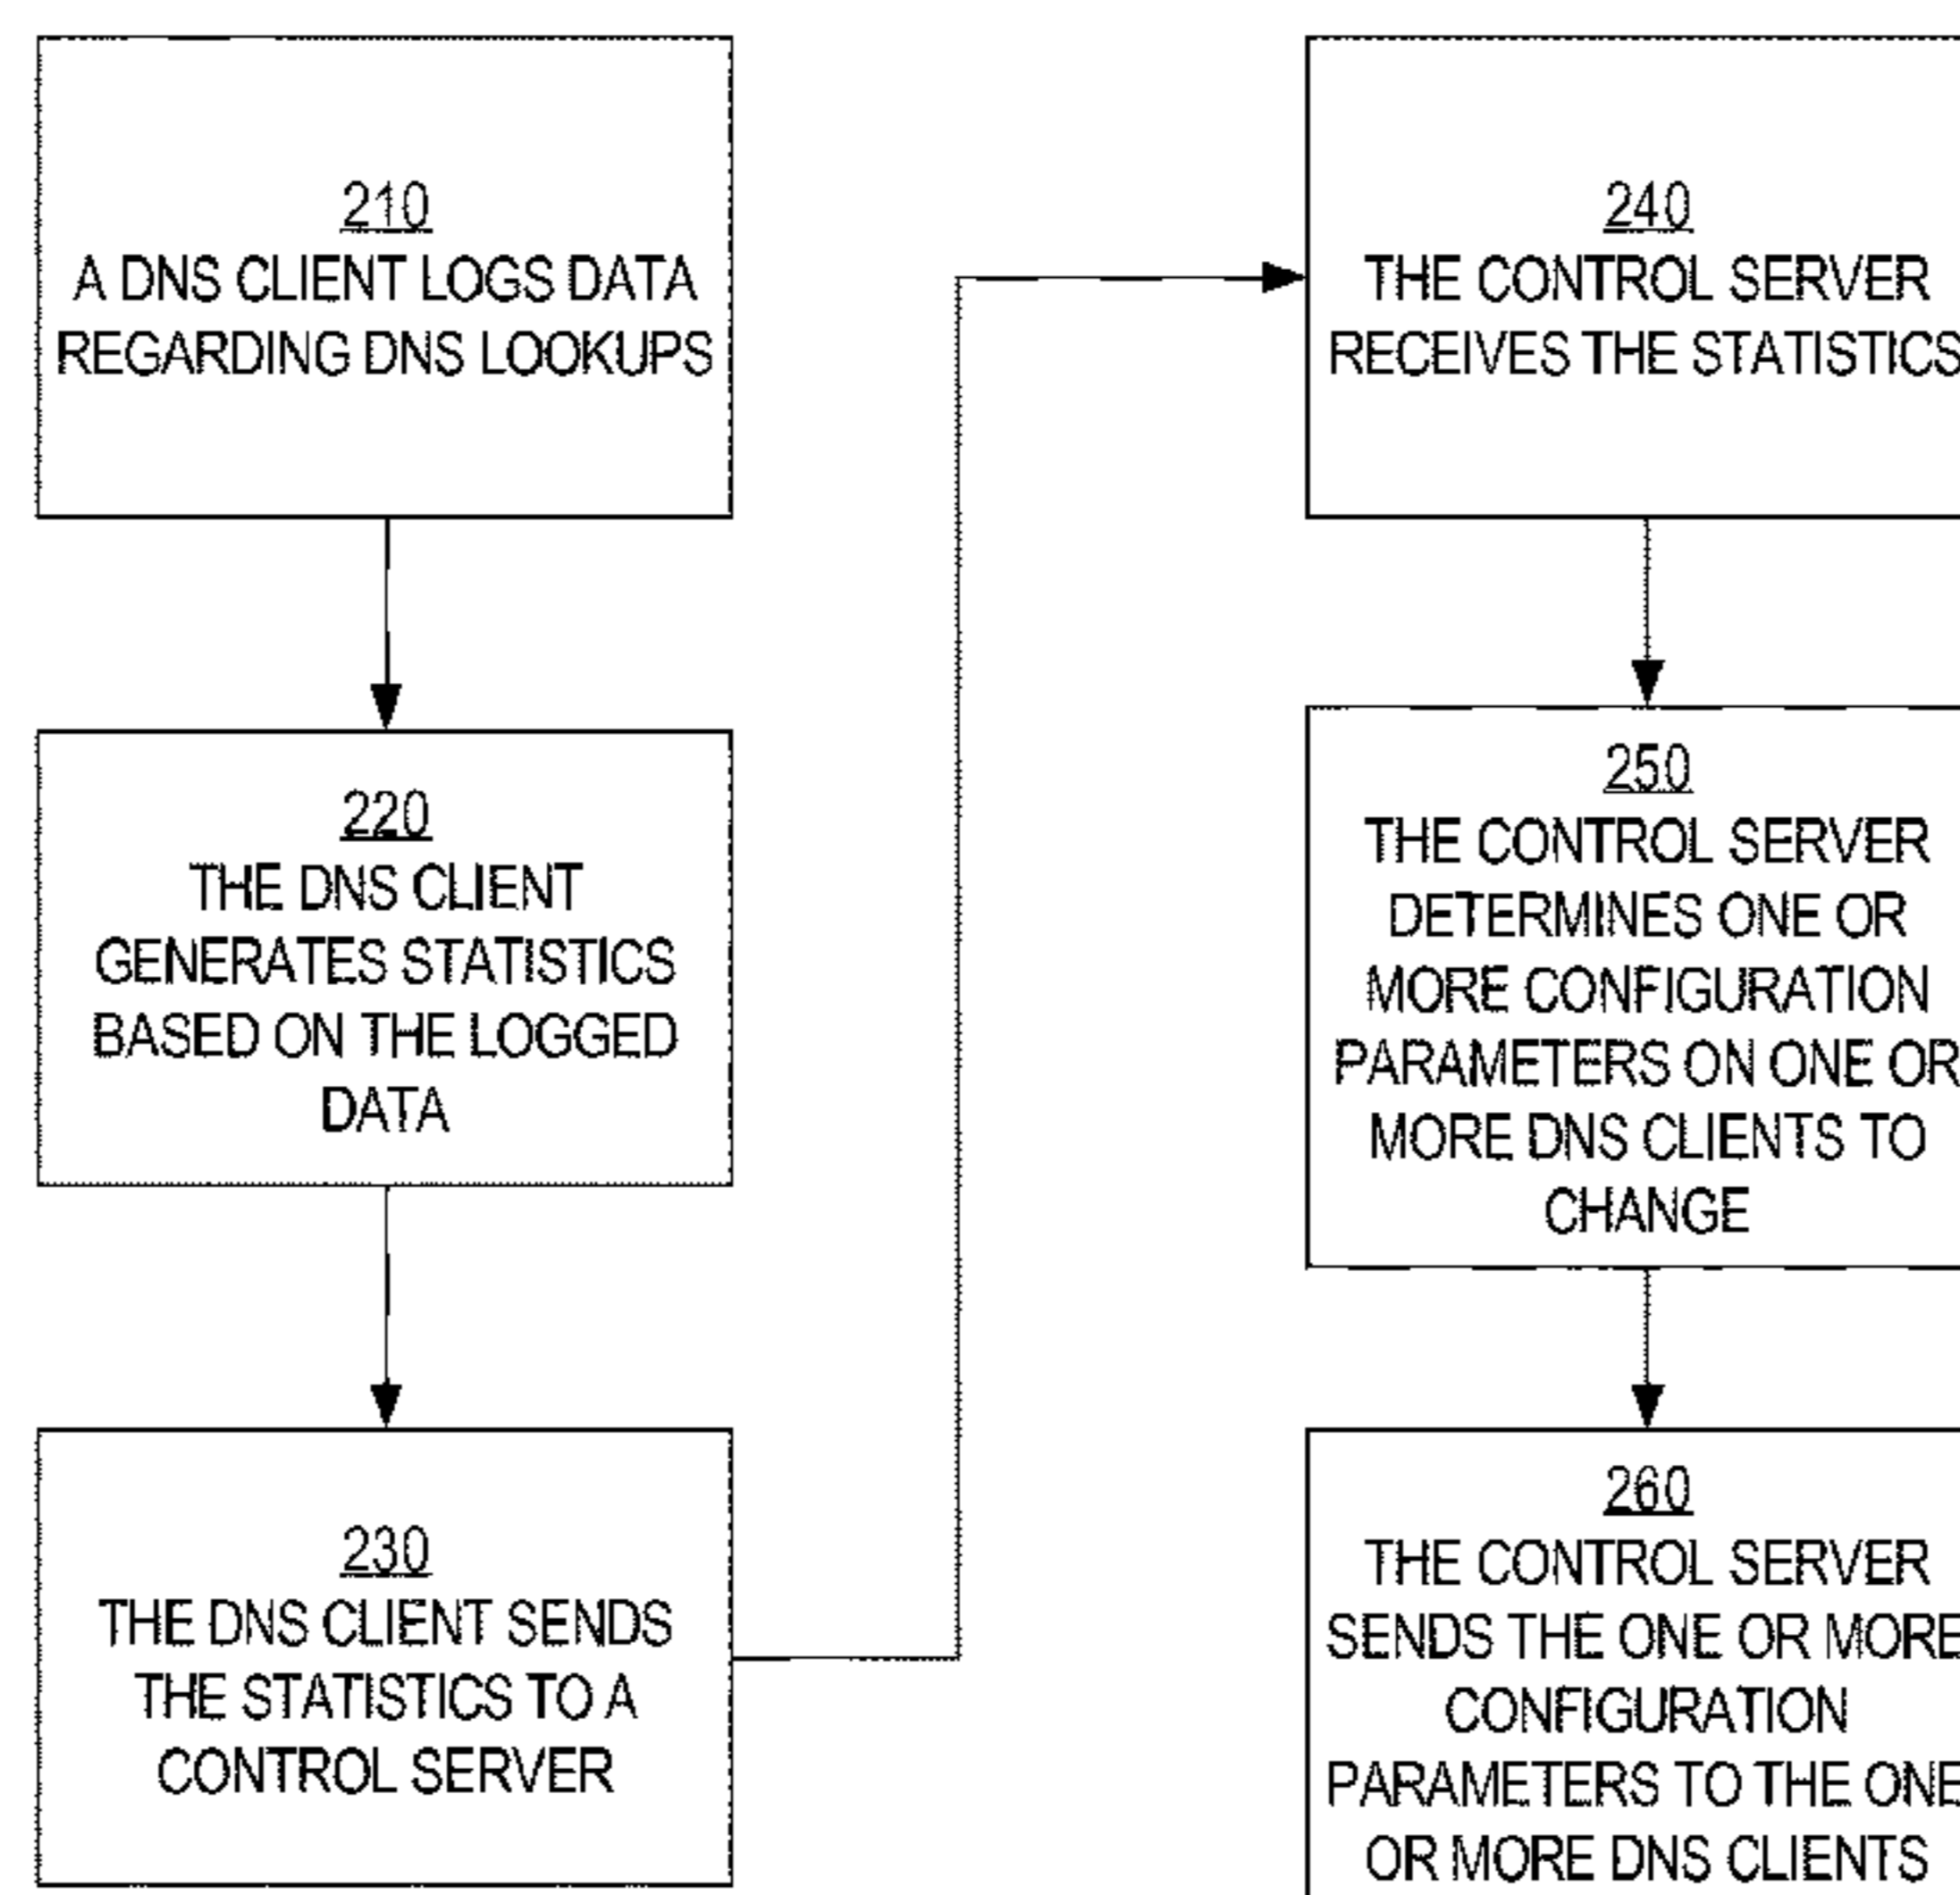 210
A DNS CLIENT LOGS DATA
REGARDING DNS LOOKUPS
220
THE DNS CLIENT
GENERATES STATISTICS
BASED ON THE LOGGED
DATA
230
THE DNS CLIENT SENDS
THE STATISTICS TO A
CONTROL SERVER
240
THE CONTROL SERVER
RECEIVES THE STATISTICS
250
THE CONTROL SERVER
DETERMINES ONE OR
MORE CONFIGURATION
PARAMETERS ON ONE OR
MORE DNS CLIENTS TO
CHANGE
260
THE CONTROL SERVER
SENDS THE ONE OR MORE
CONFIGURATION
PARAMETERS TO THE ONE
OR MORE DNS CLIENTS